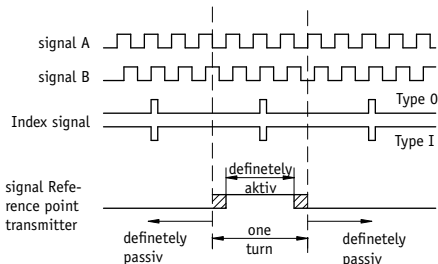 signal A
signal B
Type 0
Index signal
Type I
definetely
aktiv
signal Refe-
rence point
transmitter
definetely
passiv
one
turn
definetely
passiv